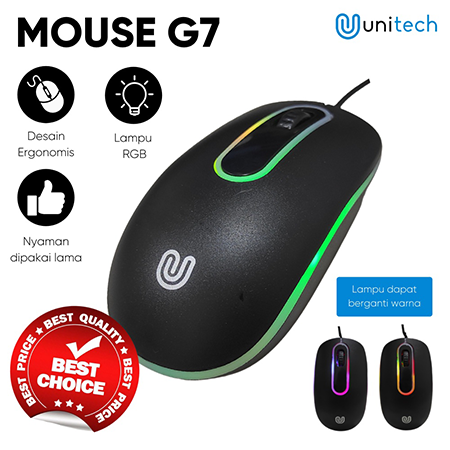 MOUSE G7
unitech
Desain
Ergonomis
Lampu
RGB
Nyaman
dipakai lama
BEST PRICE ★ BEST QUALITY ★ BEST PRICE
BEST
CHOICE
Lampu dapat
berganti warna